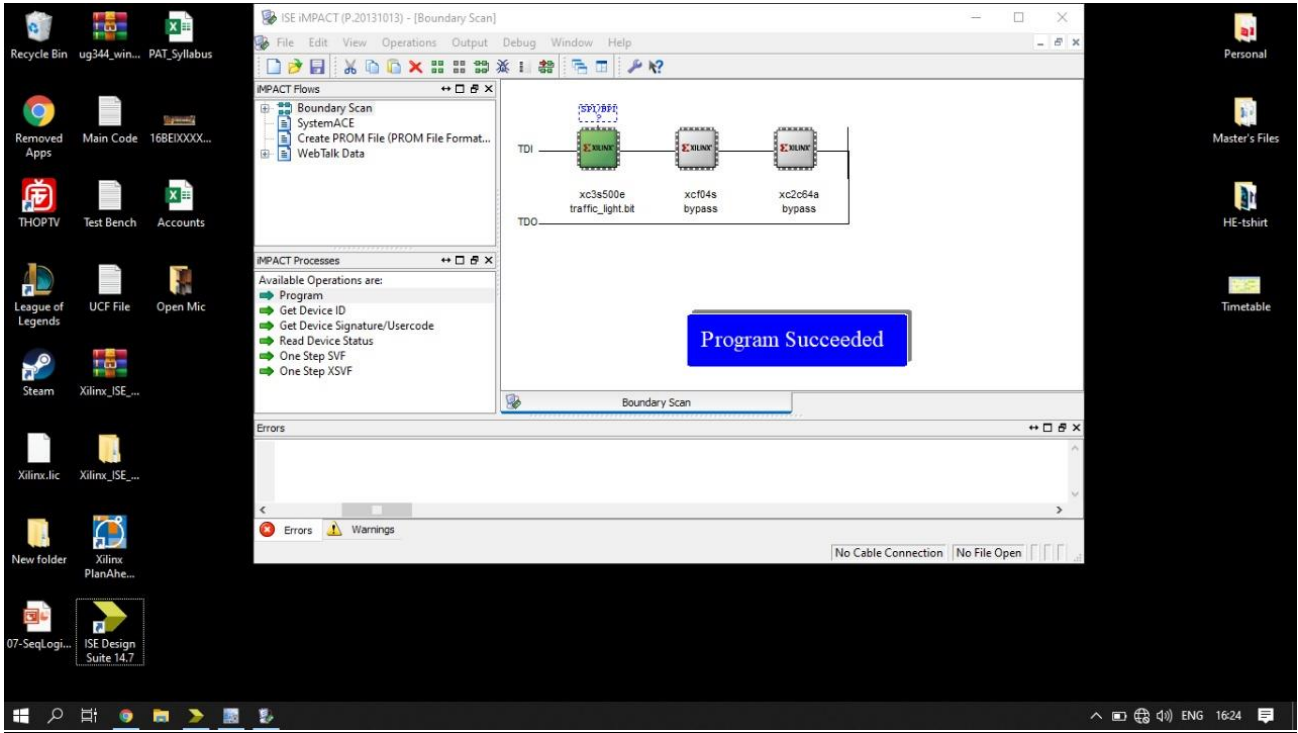 Recycle Bin
ug344_win...
PAT_Syllabus
Removed
Apps
Main Code
16BEIXXXX...
THOPTV
Test Bench
Accounts
League of
Legends
UCF File
Open Mic
Steam
Xilinx_ISE_...
Xilinx.lic
Xilinx_ISE_...
New folder
Xilinx
PlanAhe...
07-SeqLogi...
ISE Design
Suite 14.7
ISE iMPACT (P.20131013) - [Boundary Scan]
File Edit View Operations Output Debug Window Help
iMPACT Flows
Boundary Scan
SystemACE
Create PROM File (PROM File Format...
WebTalk Data
iMPACT Processes
Available Operations are:
Program
Get Device ID
Get Device Signature/Usercode
Read Device Status
One Step SVF
One Step XSVF
SPI/BPI
?
TDI
XILINX
XILINX
XILINX
xc3s500e
traffic_light.bit
xcf04s
bypass
xc2c64a
bypass
TDO
Program Succeeded
Boundary Scan
Errors
Errors
Warnings
No Cable Connection
No File Open
Personal
Master's Files
HE-tshirt
Timetable
ENG
16:24